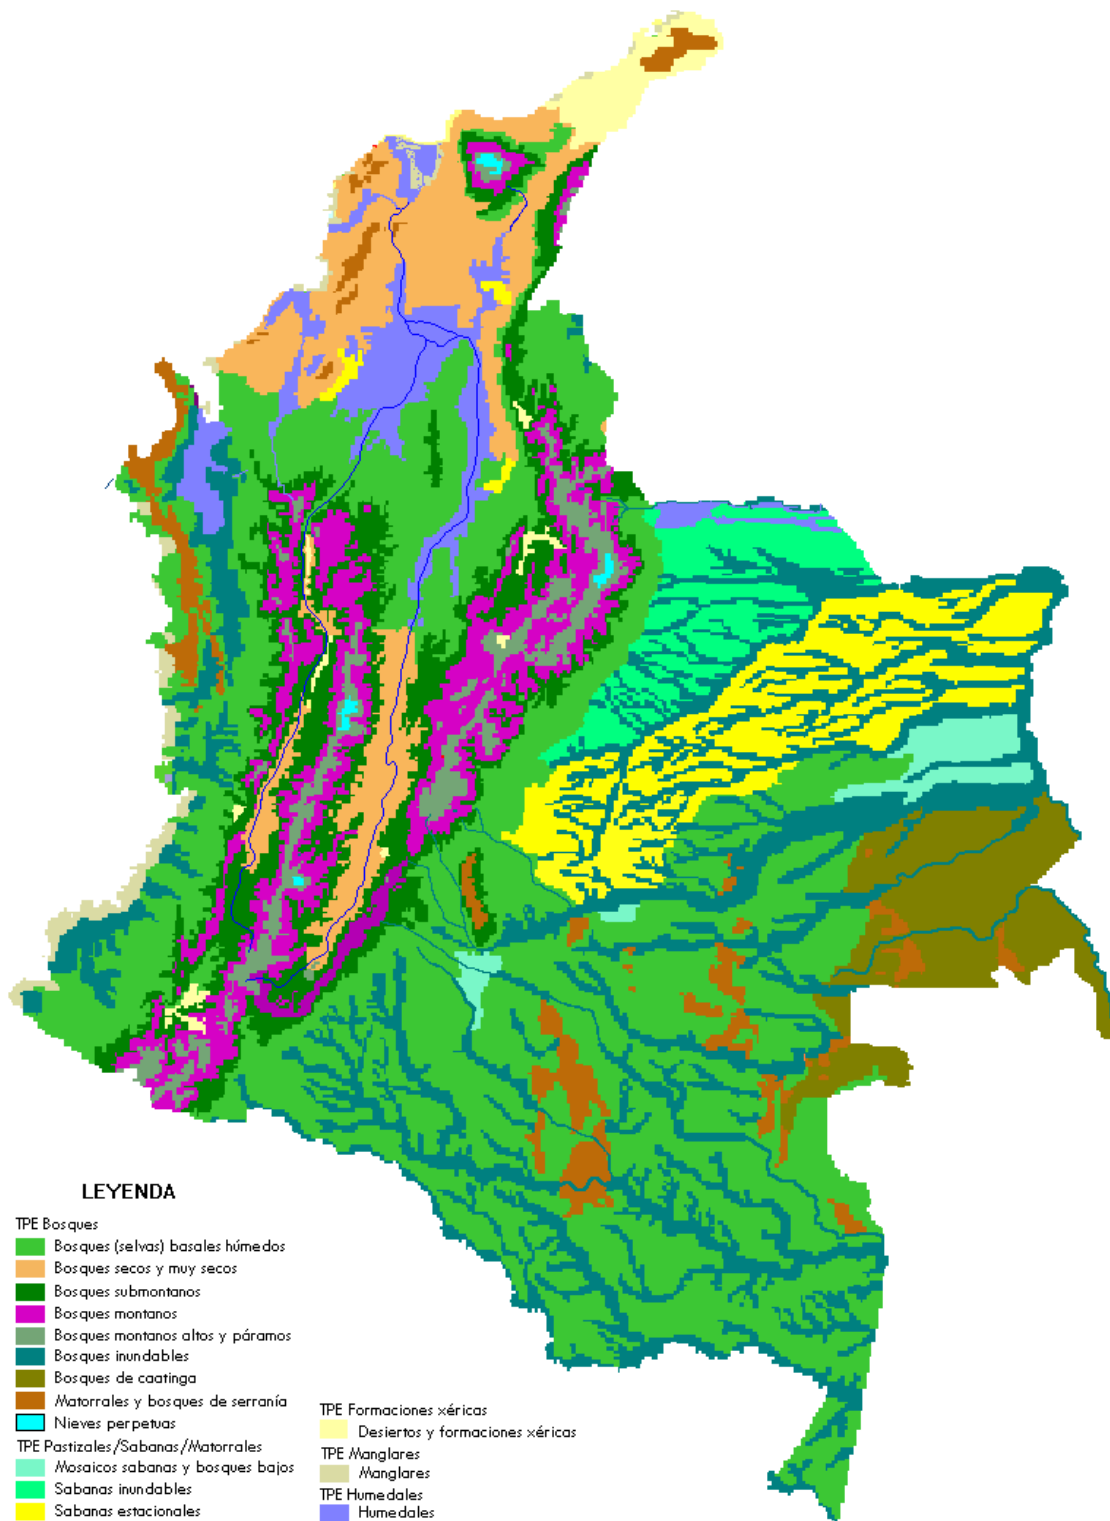 LEYENDA
TPE Bosques
Bosques (selvas) basales húmedos
Bosques secos y muy secos
Bosques submontanos
Bosques montanos
Bosques montanos altos y páramos
Bosques inundables
Bosques de caatinga
Matorrales y bosques de serranía
Nieves perpetuas
TPE Pastizales/Sabanas/Matorrales
Mosaicos sabanas y bosques bajos
Sabanas inundables
Sabanas estacionales
TPE Formaciones xéricas
Desiertos y formaciones xéricas
TPE Manglares
Manglares
TPE Humedales
Humedales